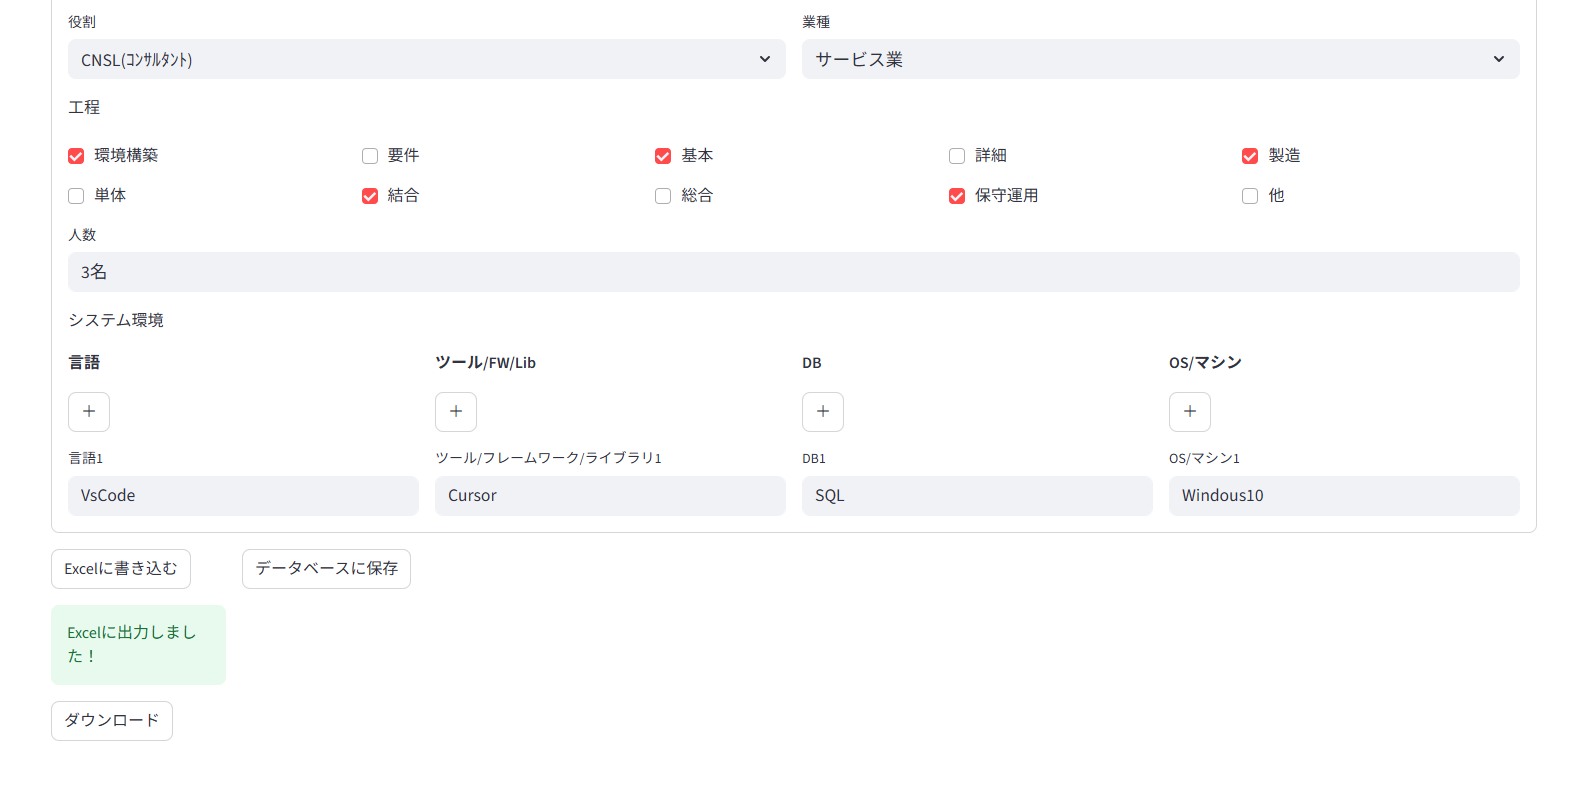 役割
業種
CNSL(ｺﾝｻﾙﾀﾝﾄ)
サービス業
工程
環境構築
要件
基本
詳細
製造
単体
結合
総合
保守運用
他
人数
3名
システム環境
言語
ツール/FW/Lib
DB
OS/マシン
+
+
+
+
言語1
ツール/フレームワーク/ライブラリ1
DB1
OS/マシン1
VsCode
Cursor
SQL
Windous10
Excelに書き込む
データベースに保存
Excelに出力しまし
た！
ダウンロード